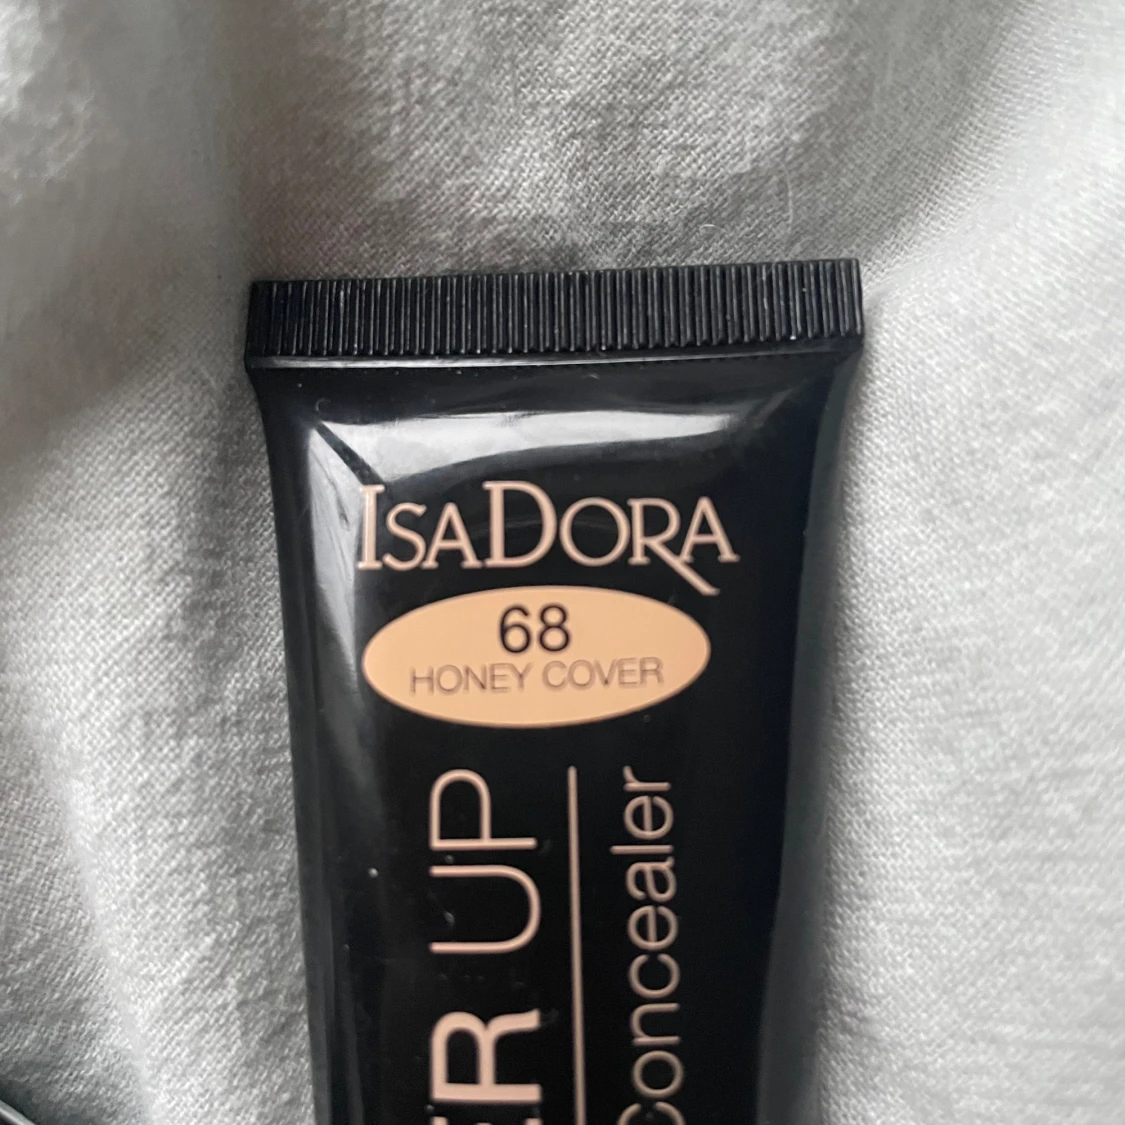 ISADORA
68
HONEY COVER
ER UP
Concealer